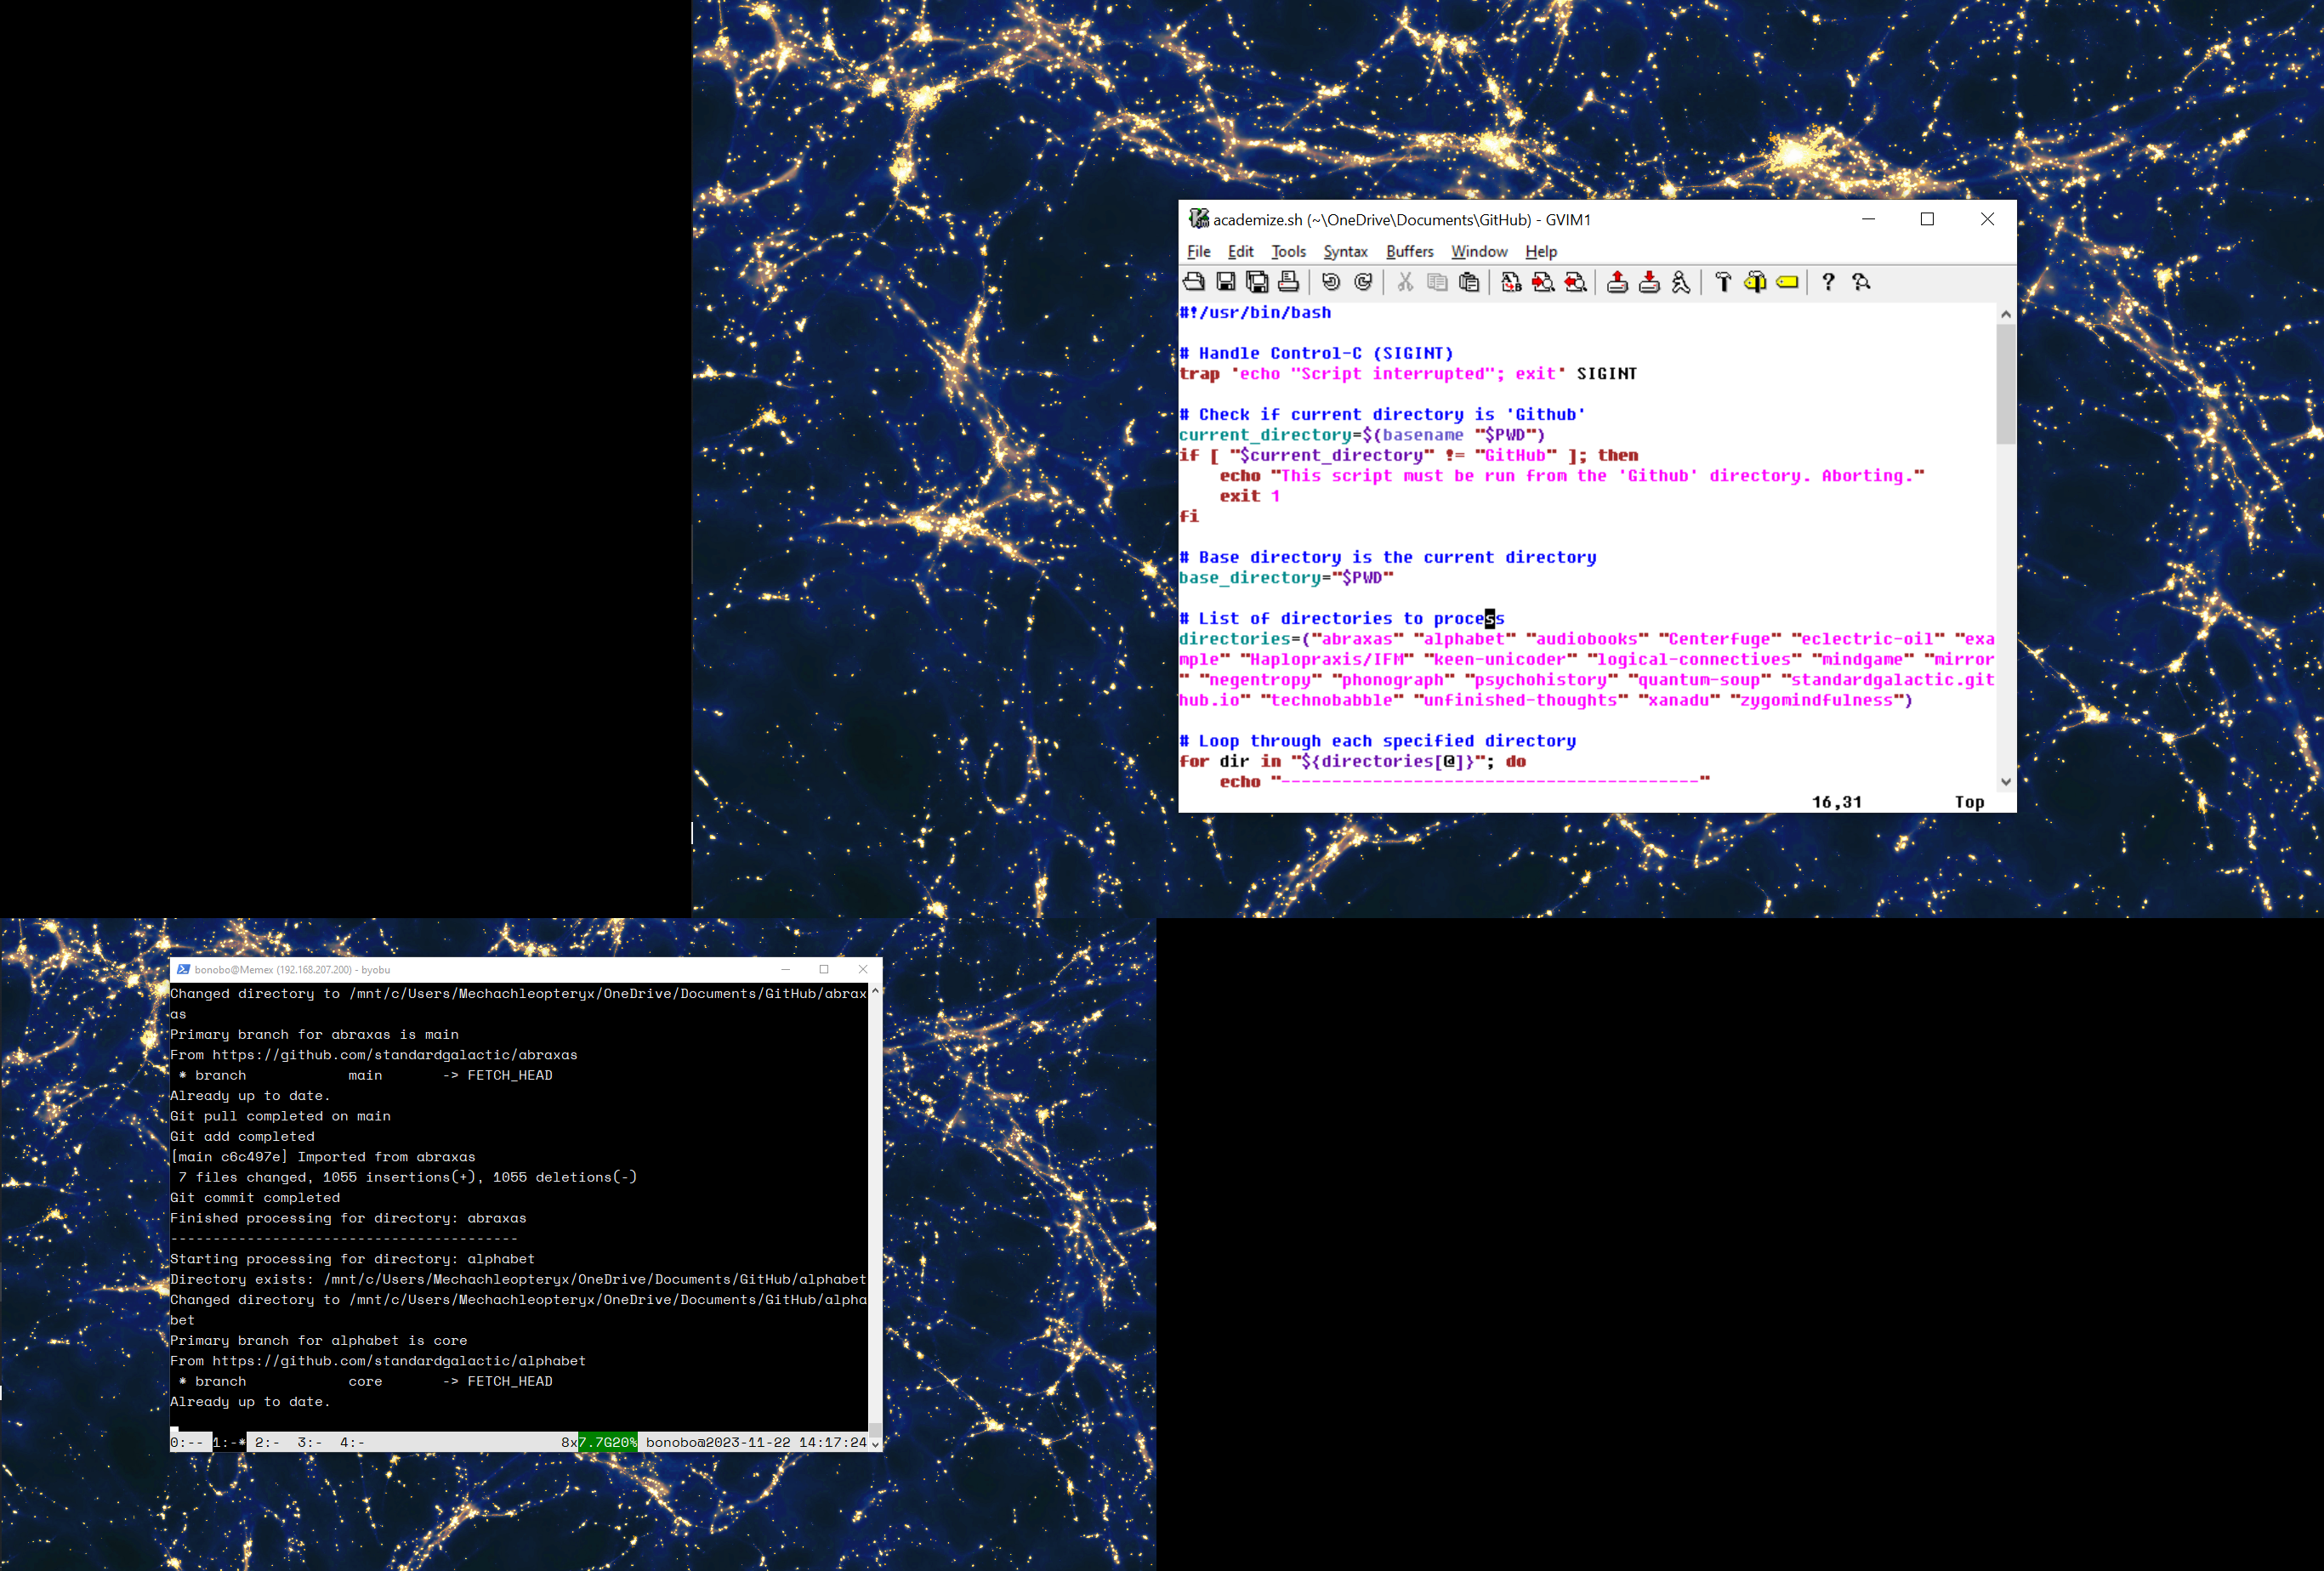 academize.sh (~\OneDrive\Documents\GitHub) - GVIM1
File Edit Tools Syntax Buffers Window Help
#!/usr/bin/bash
# Handle Control-C (SIGINT)
trap 'echo "Script interrupted"; exit' SIGINT
# Check if current directory is 'Github'
current_directory=$(basename "$PWD")
if [ "$current_directory" != "GitHub" ]; then
    echo "This script must be run from the 'Github' directory. Aborting."
    exit 1
fi
# Base directory is the current directory
base_directory="$PWD"
# List of directories to process
directories=("abraxas" "alphabet" "audiobooks" "Centerfuge" "eclectric-oil" "exa
mple" "Haplopraxis/IFM" "keen-unicoder" "logical-connectives" "mindgame" "mirror
" "negentropy" "phonograph" "psychohistory" "quantum-soup" "standardgalactic.git
hub.io" "technobabble" "unfinished-thoughts" "xanadu" "zygomindfulness")
# Loop through each specified directory
for dir in "${directories[@]}"; do
    echo "-----------------------------------------"
16,31 Top
bonobo@Memex (192.168.207.200) - byobu
Changed directory to /mnt/c/Users/Mechachleopteryx/OneDrive/Documents/GitHub/abrax
as
Primary branch for abraxas is main
From https://github.com/standardgalactic/abraxas
 * branch            main       -> FETCH_HEAD
Already up to date.
Git pull completed on main
Git add completed
[main c6c497e] Imported from abraxas
 7 files changed, 1055 insertions(+), 1055 deletions(-)
Git commit completed
Finished processing for directory: abraxas
-----------------------------------------
Starting processing for directory: alphabet
Directory exists: /mnt/c/Users/Mechachleopteryx/OneDrive/Documents/GitHub/alphabet
Changed directory to /mnt/c/Users/Mechachleopteryx/OneDrive/Documents/GitHub/alpha
bet
Primary branch for alphabet is core
From https://github.com/standardgalactic/alphabet
 * branch            core       -> FETCH_HEAD
Already up to date.
0:-- 1:-* 2:-  3:-  4:- 8x7.7G20% bonobo@2023-11-22 14:17:24